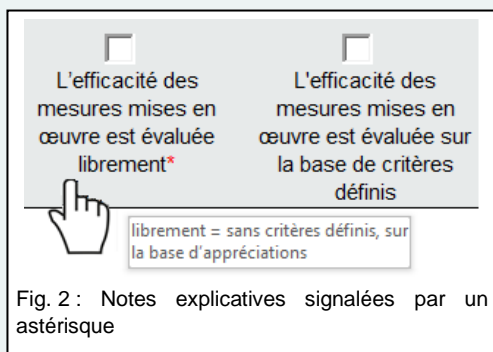 L'efficacité des
mesures mises en
œuvre est évaluée
librement*
L'efficacité des
mesures mises en
œuvre est évaluée sur
la base de critères
définis
librement = sans critères définis, sur
la base d'appréciations
Fig. 2 : Notes explicatives signalées par un
astérisque